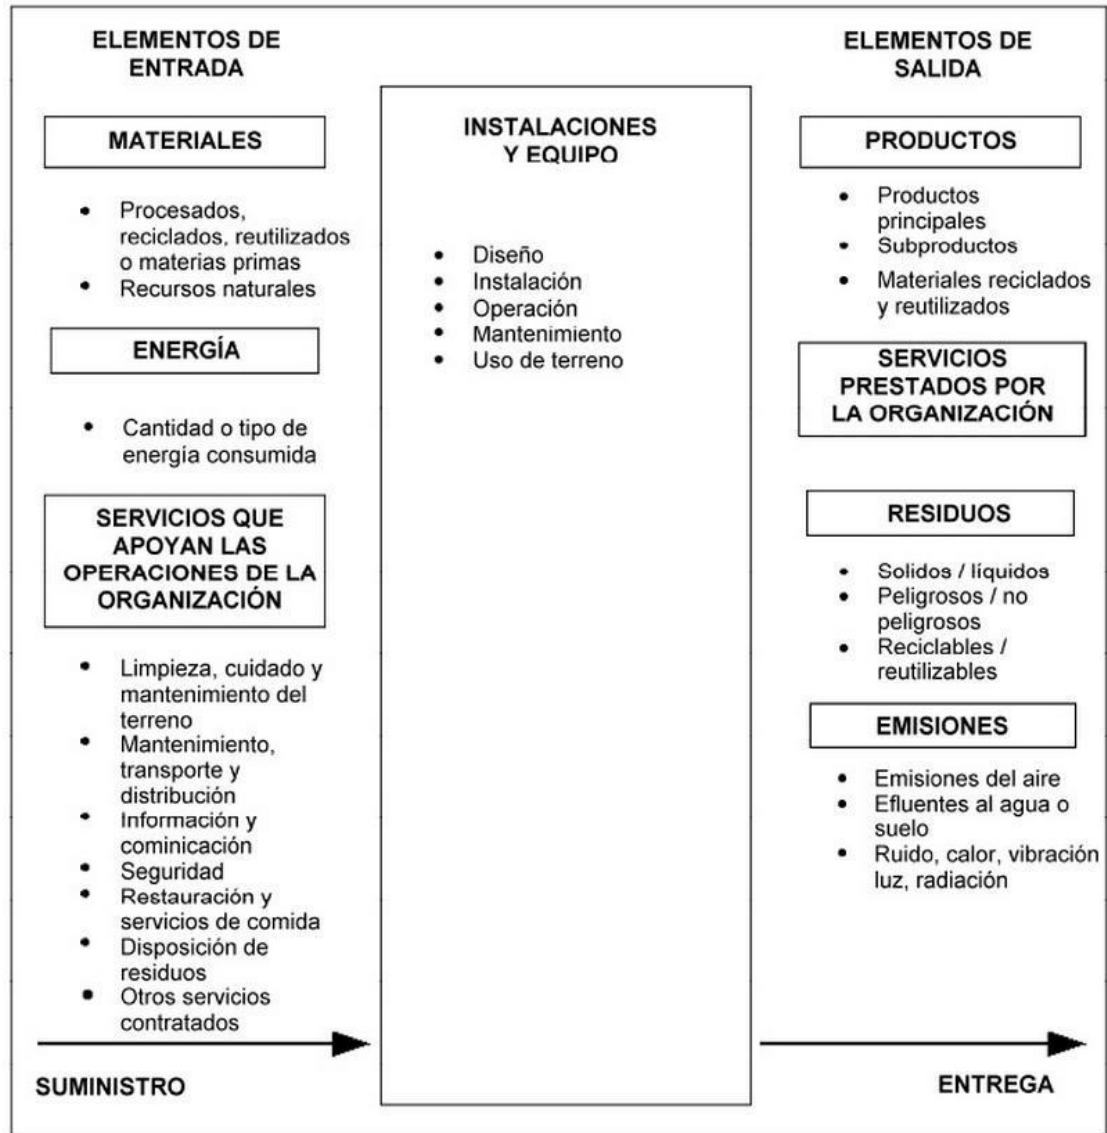 ELEMENTOS DE
ENTRADA
MATERIALES
• Procesados,
reciclados, reutilizados
o materias primas
• Recursos naturales
ENERGÍA
• Cantidad o tipo de
energía consumida
SERVICIOS QUE
APOYAN LAS
OPERACIONES DE LA
ORGANIZACIÓN
• Limpieza, cuidado y
mantenimiento del
terreno
• Mantenimiento,
transporte y
distribución
• Información y
cominicación
• Seguridad
• Restauración y
servicios de comida
• Disposición de
residuos
• Otros servicios
contratados
SUMINISTRO
INSTALACIONES
Y EQUIPO
• Diseño
• Instalación
• Operación
• Mantenimiento
• Uso de terreno
ELEMENTOS DE
SALIDA
PRODUCTOS
• Productos
principales
• Subproductos
• Materiales reciclados
y reutilizados
SERVICIOS
PRESTADOS POR
LA ORGANIZACIÓN
RESIDUOS
• Solidos / líquidos
• Peligrosos / no
peligrosos
• Reciclables /
reutilizables
EMISIONES
• Emisiones del aire
• Efluentes al agua o
suelo
• Ruido, calor, vibración
luz, radiación
ENTREGA